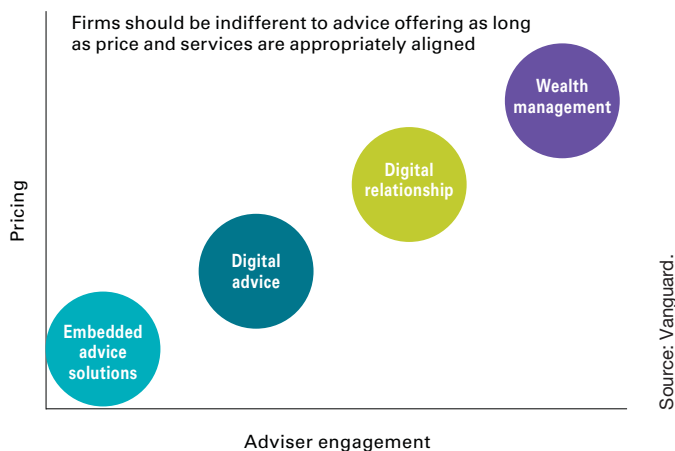 Firms should be indifferent to advice offering as long
as price and services are appropriately aligned
Wealth
management
Digital
relationship
Digital
advice
Embedded
advice
solutions
Pricing
Adviser engagement
Source: Vanguard.